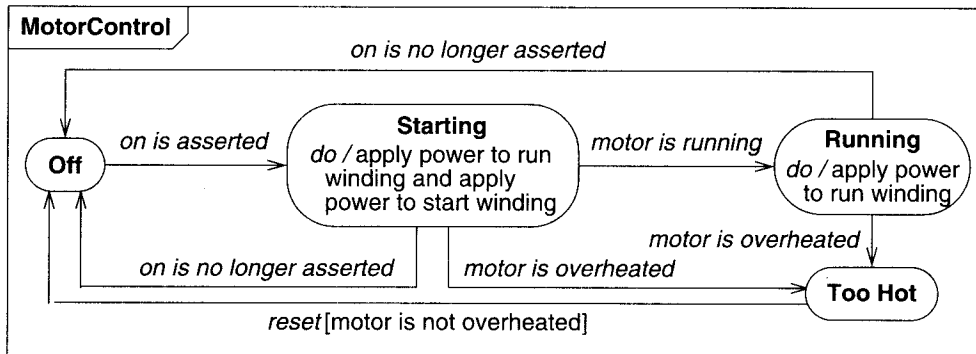 MotorControl
on is no longer asserted
Off
on is asserted
Starting
do / apply power to run
winding and apply
power to start winding
motor is running
Running
do / apply power
to run winding
on is no longer asserted
motor is overheated
motor is overheated
Too Hot
reset [motor is not overheated]